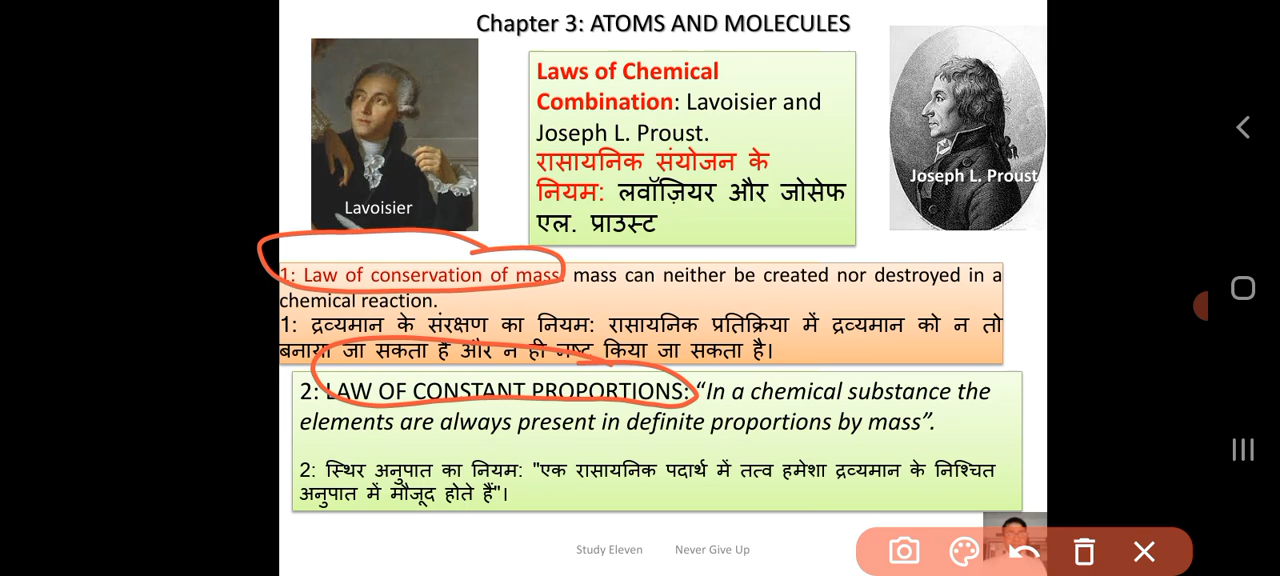 Chapter 3: ATOMS AND MOLECULES
Lavoisier
Laws of Chemical
Combination: Lavoisier and
Joseph L. Proust.
रासायनिक संयोजन के
नियम: लवॉज़ियर और जोसेफ
एल. प्राउस्ट
Joseph L. Proust
1: Law of conservation of mass: mass can neither be created nor destroyed in a
chemical reaction.
1: द्रव्यमान के संरक्षण का नियम: रासायनिक प्रतिक्रिया में द्रव्यमान को न तो
बनाया जा सकता है और न ही नष्ट किया जा सकता है।
2: LAW OF CONSTANT PROPORTIONS: “In a chemical substance the
elements are always present in definite proportions by mass”.
2: स्थिर अनुपात का नियम: "एक रासायनिक पदार्थ में तत्व हमेशा द्रव्यमान के निश्चित
अनुपात में मौजूद होते हैं"।
Study Eleven Never Give Up